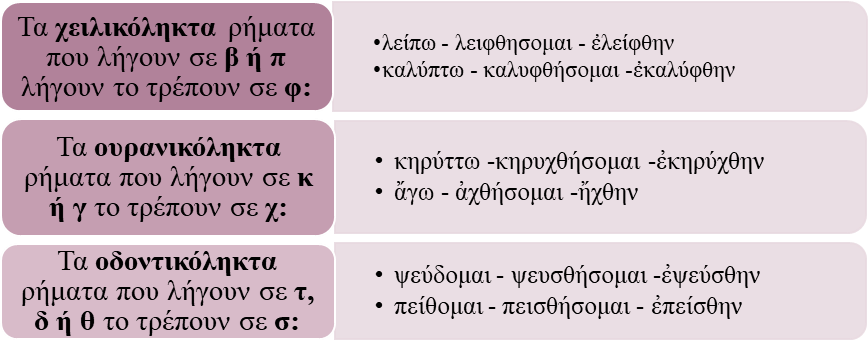 Τα χειλικόληκτα ρήματα
που λήγουν σε β ή π
λήγουν το τρέπουν σε φ:
•λείπω - λειφθησομαι - ἐλείφθην
•καλύπτω - καλυφθήσομαι -ἐκαλύφθην
Τα ουρανικόληκτα
ρήματα που λήγουν σε κ
ή γ το τρέπουν σε χ:
• κηρύττω -κηρυχθήσομαι -ἐκηρύχθην
• ἄγω - ἀχθήσομαι -ἤχθην
Τα οδοντικόληκτα
ρήματα που λήγουν σε τ,
δ ή θ το τρέπουν σε σ:
• ψεύδομαι - ψευσθήσομαι -ἐψεύσθην
• πείθομαι - πεισθήσομαι - ἐπείσθην